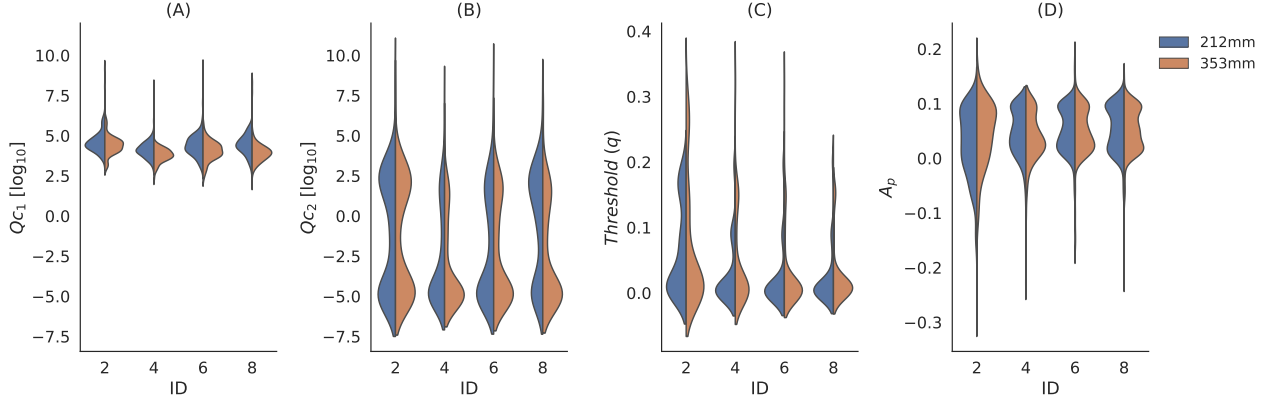 (A)
10.0
7.5
5.0
2.5
0.0
−2.5
−5.0
−7.5
Qc₁ [log₁₀]
2 4 6 8
ID
(B)
10.0
7.5
5.0
2.5
0.0
−2.5
−5.0
−7.5
Qc₂ [log₁₀]
2 4 6 8
ID
(C)
0.4
0.3
0.2
0.1
0.0
Threshold (q)
2 4 6 8
ID
(D)
0.2
0.1
0.0
−0.1
−0.2
−0.3
Aₚ
2 4 6 8
ID
212mm
353mm